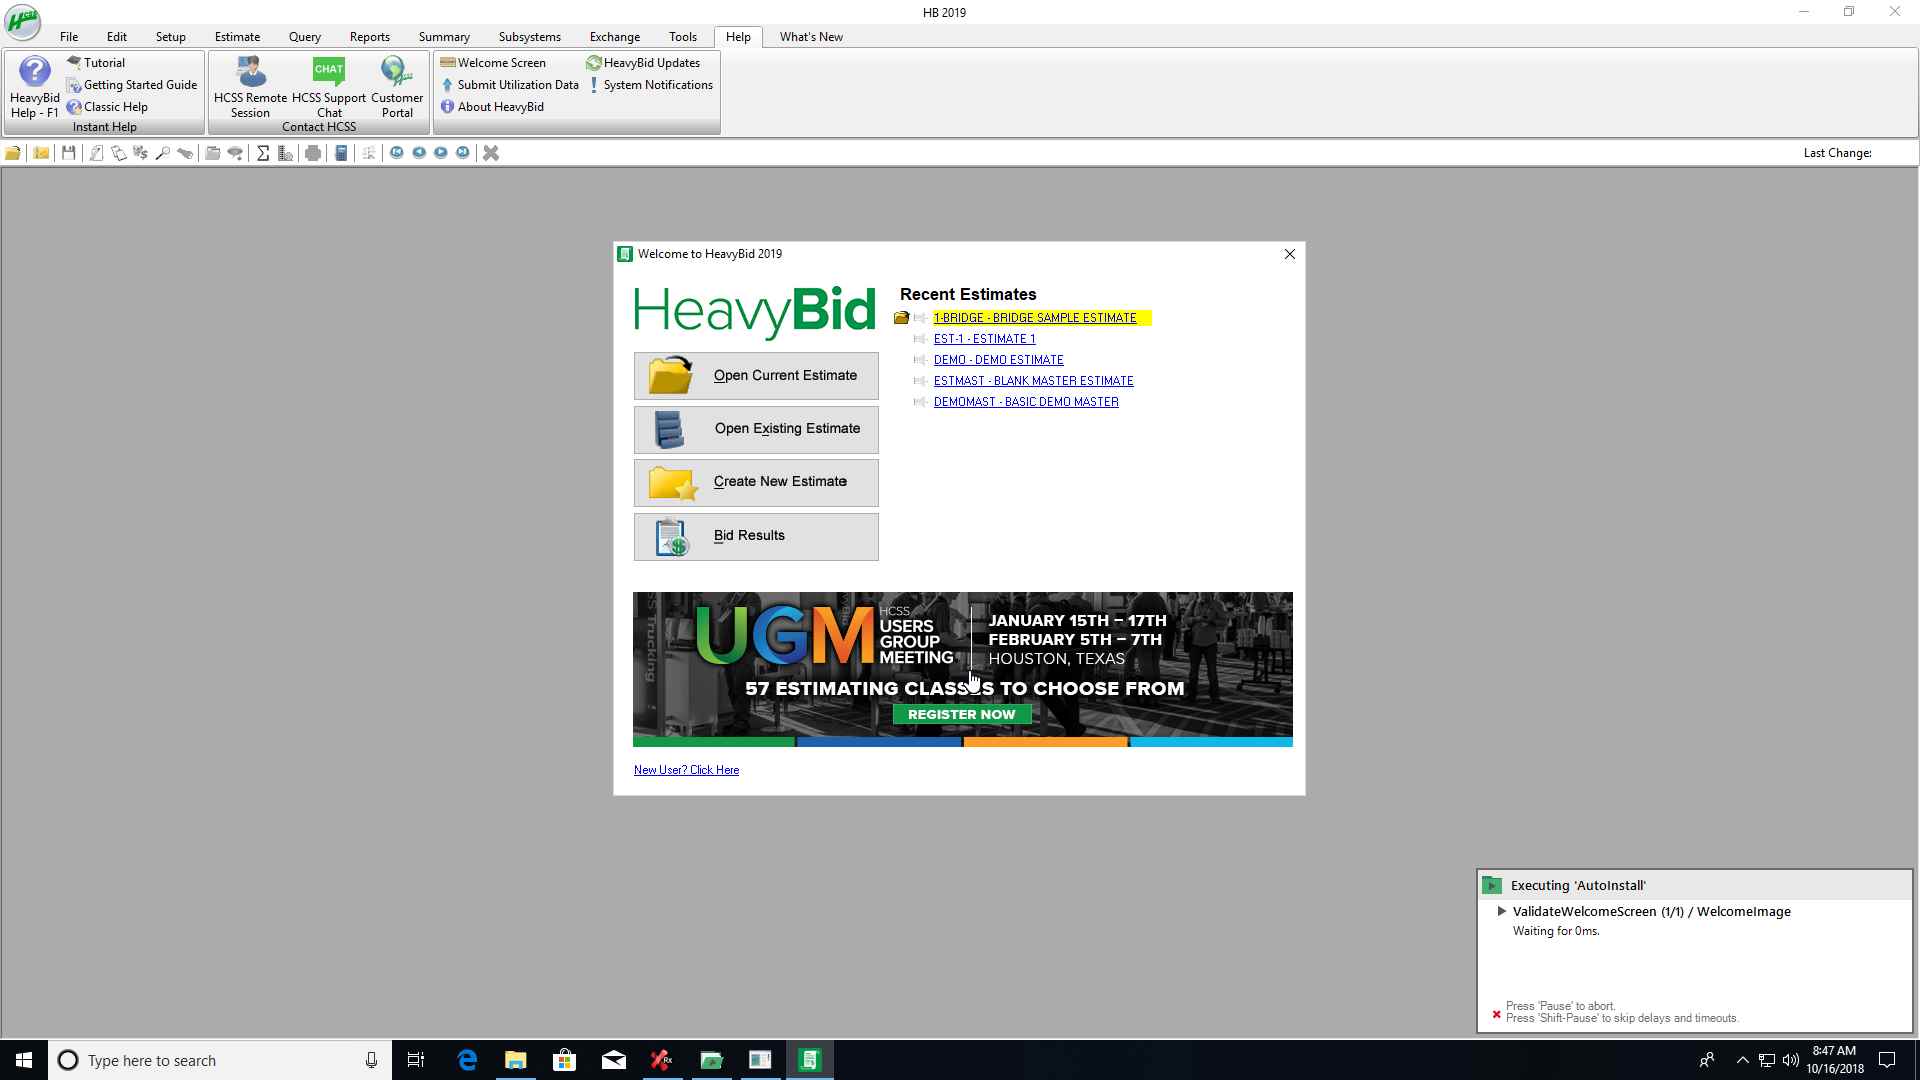 HCSS
HB 2019
File Edit Setup Estimate Query Reports Summary Subsystems Exchange Tools Help What's New
HeavyBid
Help - F1
Tutorial
Getting Started Guide
Classic Help
Instant Help
HCSS Remote
Session
HCSS Support
Chat
CHAT
Customer
Portal
Contact HCSS
Welcome Screen
Submit Utilization Data
About HeavyBid
HeavyBid Updates
System Notifications
Last Change:
Welcome to HeavyBid 2019
HeavyBid
Open Current Estimate
Open Existing Estimate
Create New Estimate
Bid Results
Recent Estimates
1-BRIDGE - BRIDGE SAMPLE ESTIMATE
EST-1 - ESTIMATE 1
DEMO - DEMO ESTIMATE
ESTMAST - BLANK MASTER ESTIMATE
DEMOMAST - BASIC DEMO MASTER
UGM
HCSS
USERS
GROUP
MEETING
JANUARY 15TH – 17TH
FEBRUARY 5TH – 7TH
HOUSTON, TEXAS
57 ESTIMATING CLASSES TO CHOOSE FROM
REGISTER NOW
New User? Click Here
Executing 'AutoInstall'
ValidateWelcomeScreen (1/1) / WelcomeImage
Waiting for 0ms.
Press 'Pause' to abort.
Press 'Shift-Pause' to skip delays and timeouts.
Type here to search
8:47 AM
10/16/2018